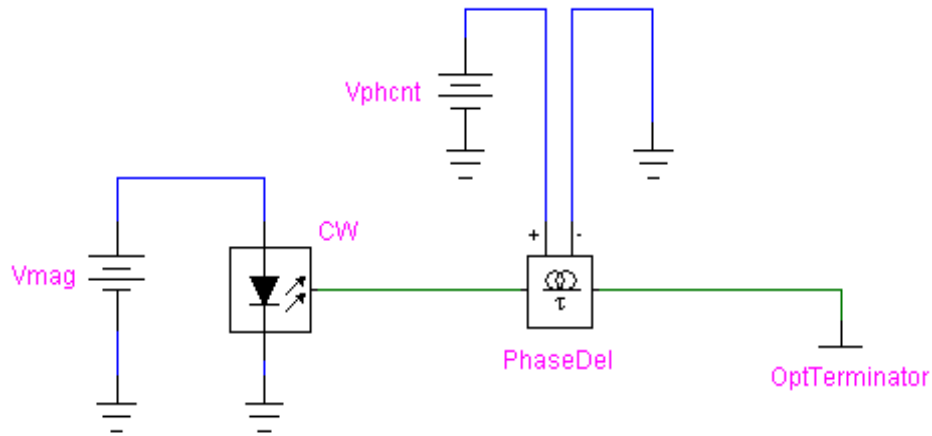 Vphcnt
CW
Vmag
+ -
τ
PhaseDel
OptTerminator